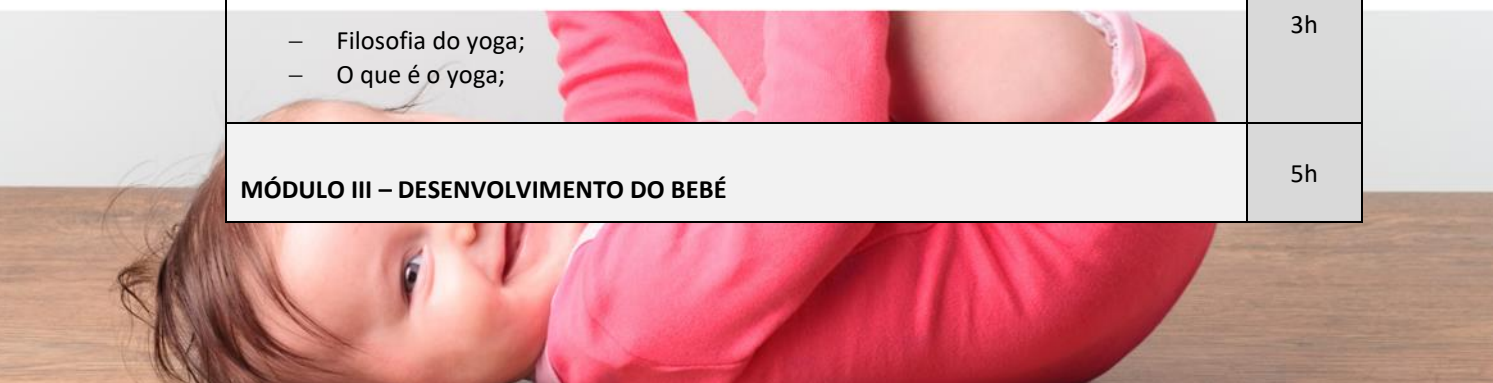 3h
– Filosofia do yoga;
– O que é o yoga;
MÓDULO III – DESENVOLVIMENTO DO BEBÉ
5h